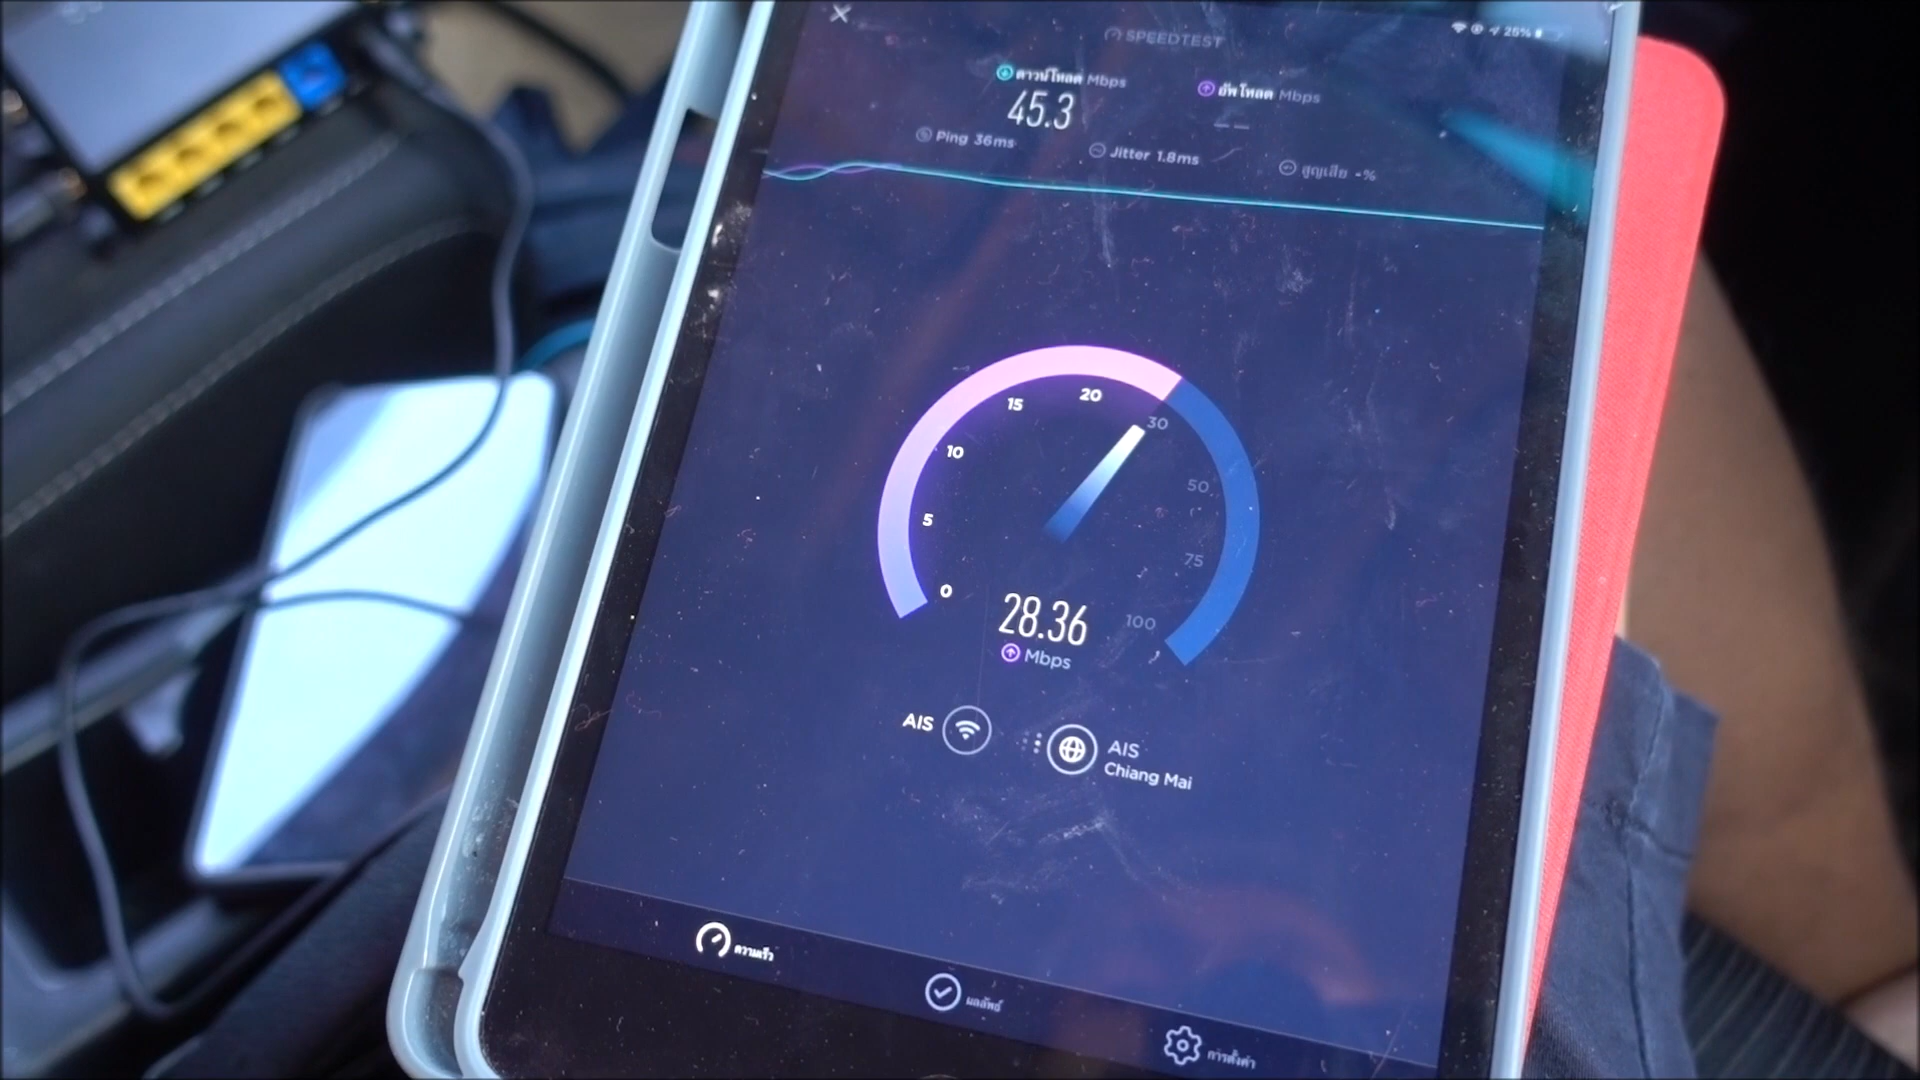 SPEEDTEST
25%
ดาวน์โหลด Mbps
อัพโหลด Mbps
45.3
Ping 36ms
Jitter 1.8ms
สูญเสีย -%
0
5
10
15
20
30
50
75
100
28.36
Mbps
AIS
AIS
Chiang Mai
ความเร็ว
ผลลัพธ์
การตั้งค่า